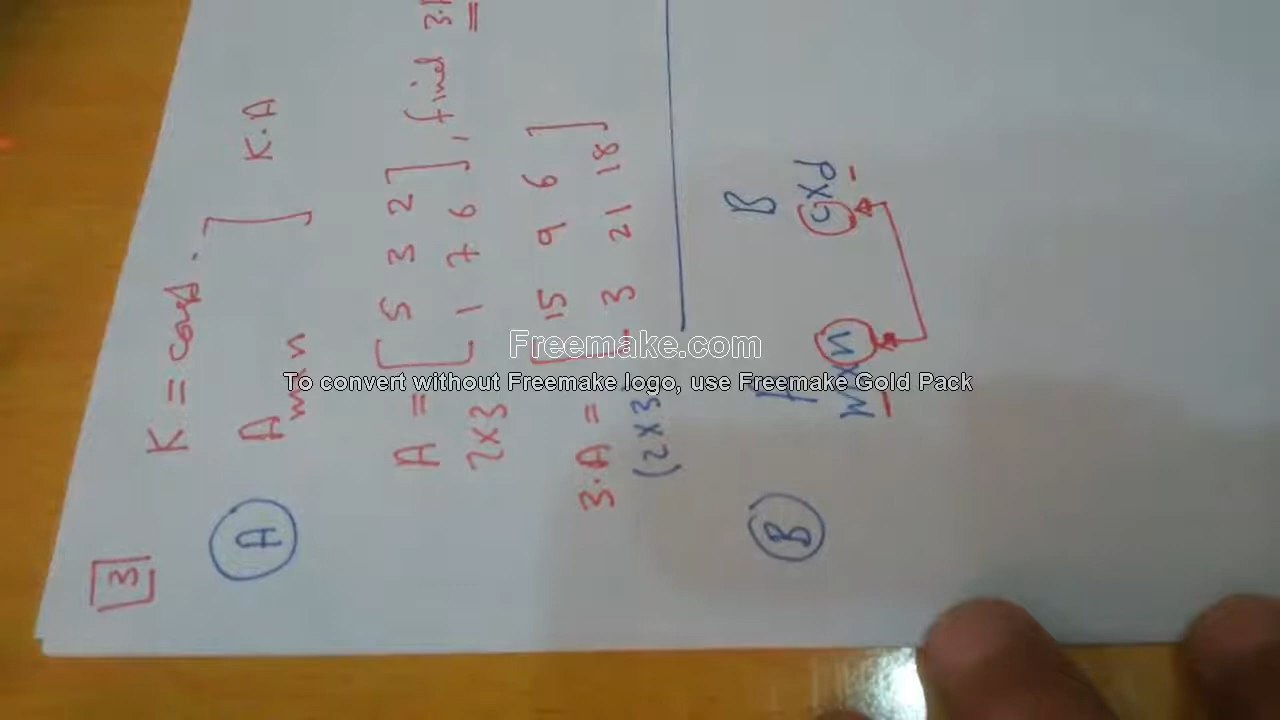 3
K = const.
A A m×n ] K.A
A = [ 5 3 2 ], find 3.A
2×3 1 7 6
3.A = [ 15 9 6 ]
(2×3 3 21 18
B A B
m×n
Freemake.com
To convert without Freemake logo, use Freemake Gold Pack